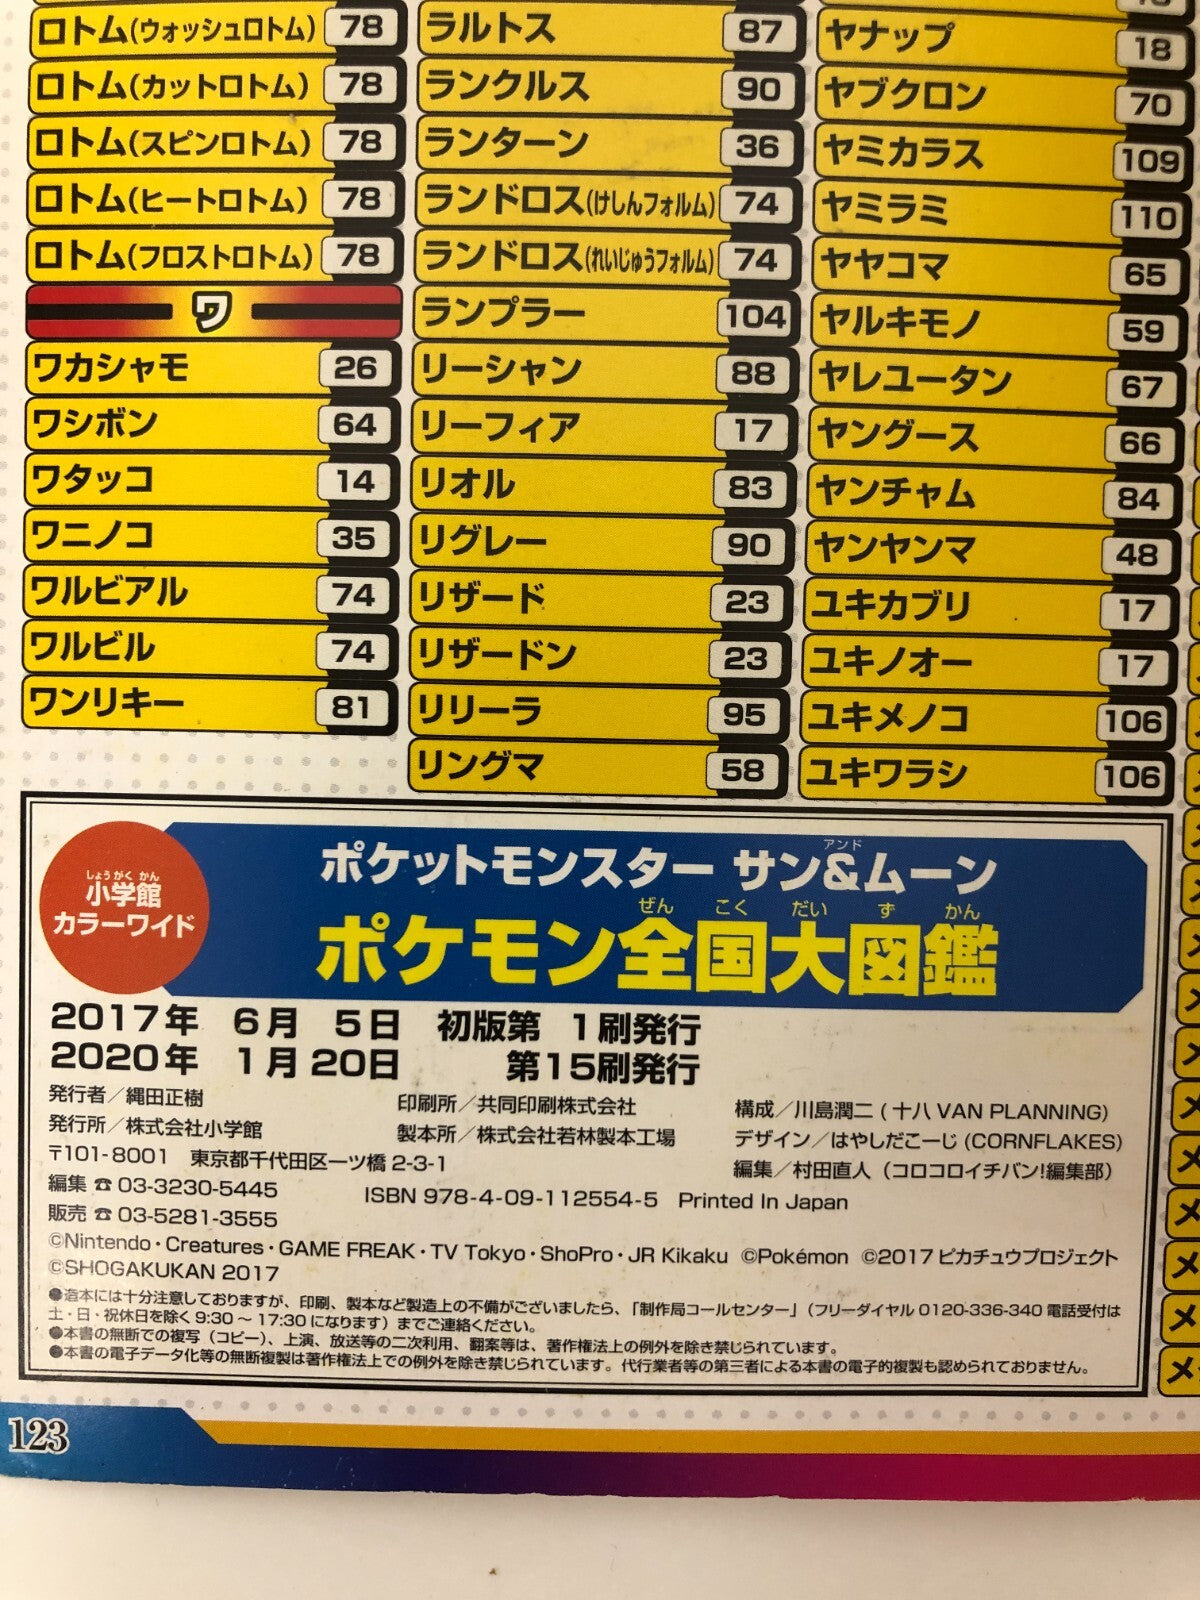 ロトム(ウォッシュロトム) 78
ロトム(カットロトム) 78
ロトム(スピンロトム) 78
ロトム(ヒートロトム) 78
ロトム(フロストロトム) 78
ワ
ワカシャモ 26
ワシボン 64
ワタッコ 14
ワニノコ 35
ワルビアル 74
ワルビル 74
ワンリキー 81
ラルトス 87
ランクルス 90
ランターン 36
ランドロス(けしんフォルム) 74
ランドロス(れいじゅうフォルム) 74
ランプラー 104
リーシャン 88
リーフィア 17
リオル 83
リグレー 90
リザード 23
リザードン 23
リリーラ 95
リングマ 58
ヤナップ 18
ヤブクロン 70
ヤミカラス 109
ヤミラミ 110
ヤヤコマ 65
ヤルキモノ 59
ヤレユータン 67
ヤングース 66
ヤンチャム 84
ヤンヤンマ 48
ユキカブリ 17
ユキノオー 17
ユキメノコ 106
ユキワラシ 106
しょうがくかん
小学館
カラーワイド
アンド
ポケットモンスター サン&ムーン
ぜんこくだいずかん
ポケモン全国大図鑑
2017年 6月 5日 初版第 1刷発行
2020年 1月20日 第15刷発行
発行者/縄田正樹
発行所/株式会社小学館
〒101-8001 東京都千代田区一ツ橋 2-3-1
編集 ☎ 03-3230-5445
販売 ☎ 03-5281-3555
印刷所/共同印刷株式会社
製本所/株式会社若林製本工場
ISBN 978-4-09-112554-5 Printed In Japan
構成/川島潤二 (十八 VAN PLANNING)
デザイン/はやしだこーじ (CORNFLAKES)
編集/村田直人 (コロコロイチバン!編集部)
©Nintendo・Creatures・GAME FREAK・TV Tokyo・ShoPro・JR Kikaku ©Pokémon ©2017 ピカチュウプロジェクト
©SHOGAKUKAN 2017
●造本には十分注意しておりますが、印刷、製本など製造上の不備がございましたら、「制作局コールセンター」(フリーダイヤル 0120-336-340 電話受付は
土・日・祝休日を除く 9:30 ～ 17:30 になります) までご連絡ください。
●本書の無断での複写(コピー)、上演、放送等の二次利用、翻案等は、著作権法上の例外を除き禁じられています。
●本書の電子データ化等の無断複製は著作権法上での例外を除き禁じられています。代行業者等の第三者による本書の電子的複製も認められておりません。
123